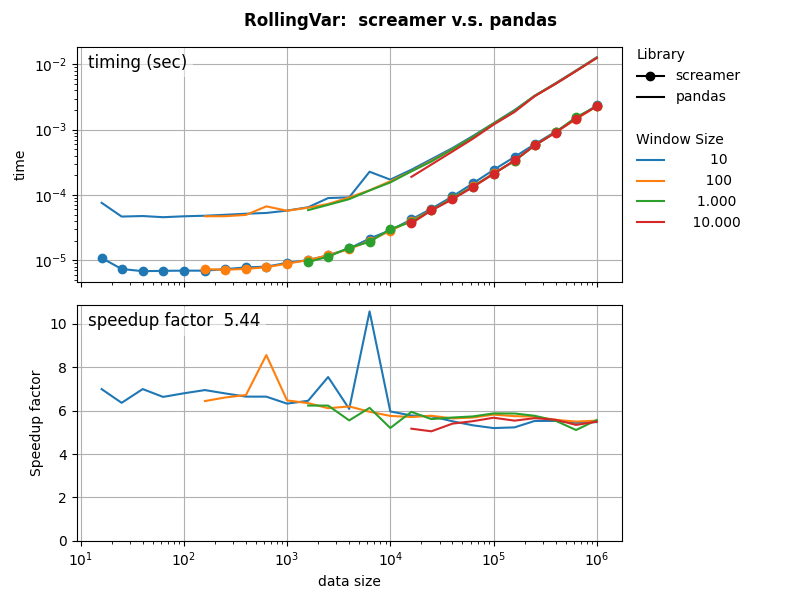 RollingVar:  screamer v.s. pandas
timing (sec)
10⁻²
10⁻³
10⁻⁴
10⁻⁵
time
Library
screamer
pandas
Window Size
10
100
1.000
10.000
speedup factor  5.44
10
8
6
4
2
0
Speedup factor
10¹
10²
10³
10⁴
10⁵
10⁶
data size